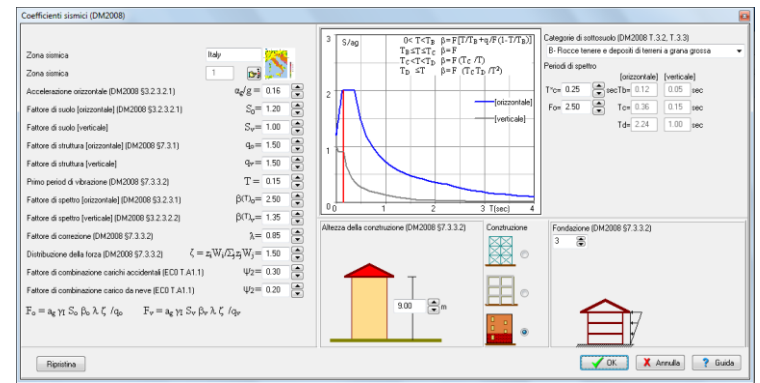 Coefficienti sismici (DM2008)
Zona sismica Italy
Zona sismica 1
Accelerazione orizzontale (DM2008 §3.2.3.2.1) αg/g = 0.16
Fattore di suolo [orizzontale] (DM2008 §3.2.3.2.1) So= 1.20
Fattore di suolo [verticale] Sv= 1.00
Fattore di struttura [orizzontale] (DM2008 §7.3.1) qo= 1.50
Fattore di struttura [verticale] qv= 1.50
Primo period di vibrazione (DM2008 §7.3.3.2) T = 0.15
Fattore di spettro [orizzontale] (DM2008 §3.2.3.1) β(T)o= 2.50
Fattore di spettro [verticale] (DM2008 §3.2.3.2.2) β(T)v= 1.35
Fattore di correzione (DM2008 §7.3.3.2) λ= 0.85
Distribuzione della forza (DM2008 §7.3.3.2) ζ = ziWi/ΣjzjWj= 1.50
Fattore di combinazione carichi accidentali (EC0 T.A1.1) Ψ2= 0.30
Fattore di combinazione carico da neve (EC0 T.A1.1) Ψ2= 0.20
Fo = ag γI So βo λ ζ /qo Fv = ag γI Sv βv λ ζ /qv
3 S/ag 0< T<TB β=F[T/TB+q/F(1-T/TB)]
TB≤T≤TC β=F
TC<T<TD β=F (TC /T)
TD ≤T β=F (TC TD /T²)
2
[orizzontale]
[verticale]
1
0 0 1 2 3 T(sec) 4
Categorie di sottosuolo (DM2008 T.3.2, T.3.3)
B- Rocce tenere e depositi di terreni a grana grossa
Periodi di spettro
[orizzontale] [verticale]
T*c= 0.25 sec Tb= 0.12 0.05 sec
Fo= 2.50 Tc= 0.36 0.15 sec
Td= 2.24 1.00 sec
Altezza della conztruzione (DM2008 §7.3.3.2)
9.00 m
Conztruzione
Fondazione (DM2008 §7.3.3.2)
3
Ripristina
OK Annulla Guida